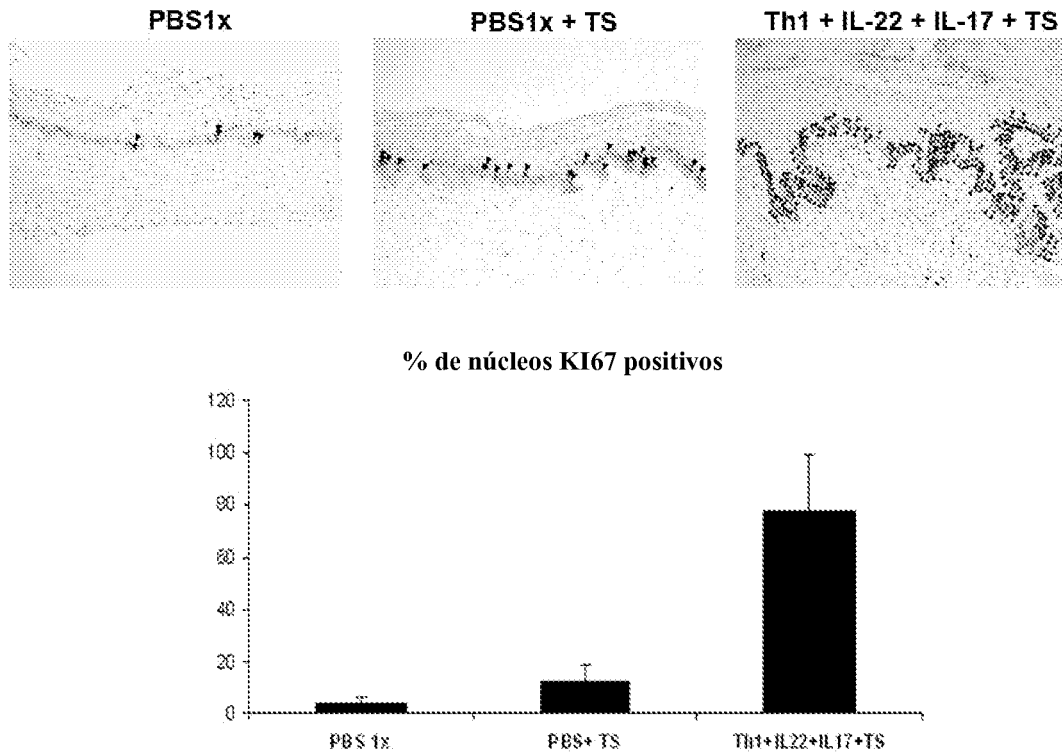 PBS1x
PBS1x + TS
Th1 + IL-22 + IL-17 + TS
% de núcleos KI67 positivos
120
100
80
60
40
20
0
PBS 1x
PBS+ TS
Th1+IL22+IL17+TS